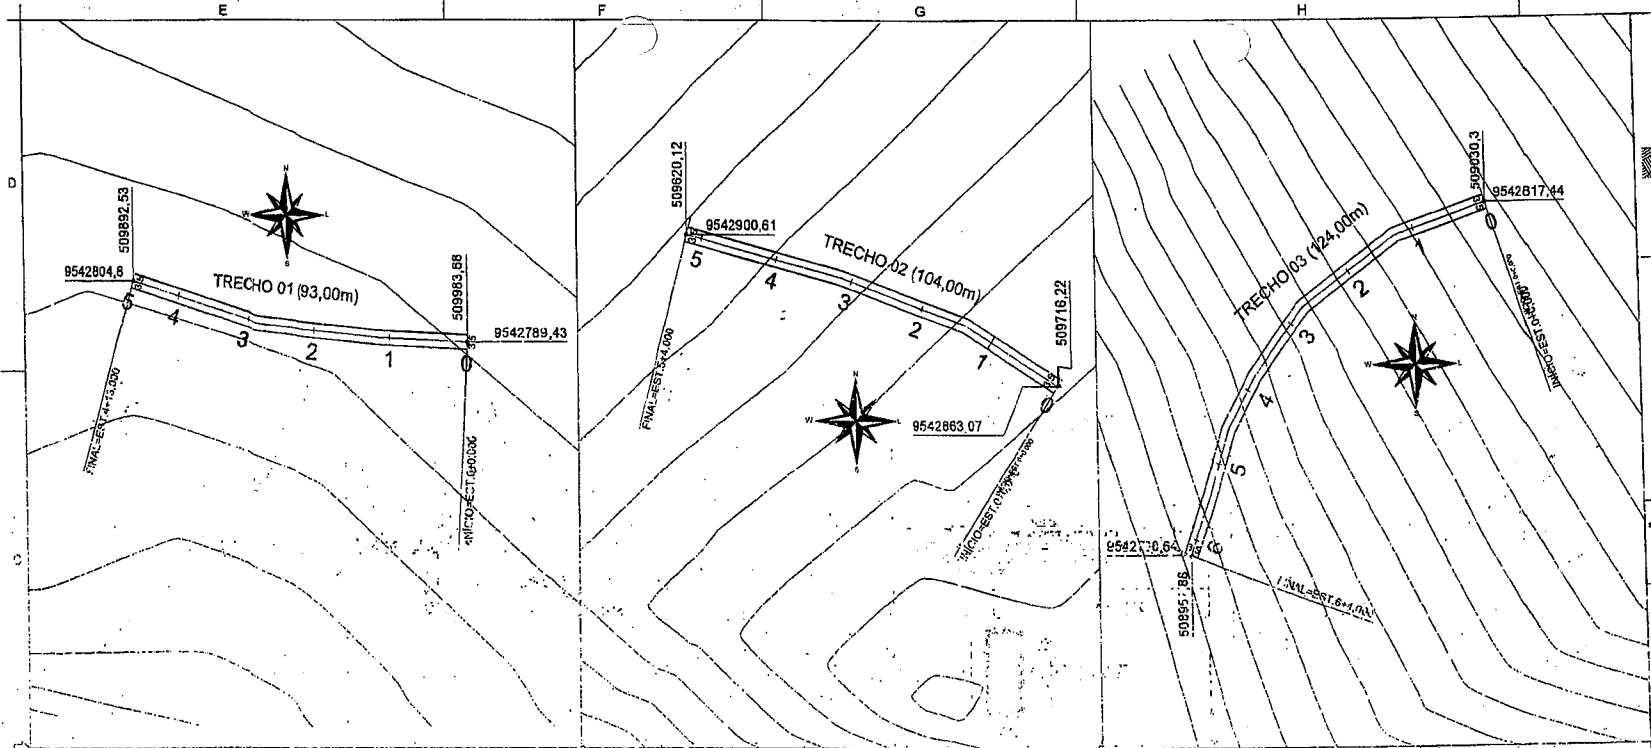 E
F
G
H
D
N
W
L
S
509892,53
9542804,8
TRECHO 01 (93,00m)
509983,68
9542789,43
5
4
3
2
1
0
FINAL=EST.4+13,000
509620,12
9542900,61
TRECHO 02 (104,00m)
509716,22
5
4
3
2
1
0
FINAL=EST.5+4,000
N
W
L
S
9542863,07
TRECHO 03 (124,00m)
509030,3
9542817,44
0
1
2
3
4
5
6
N
W
L
S
FINAL=EST.6+4,000